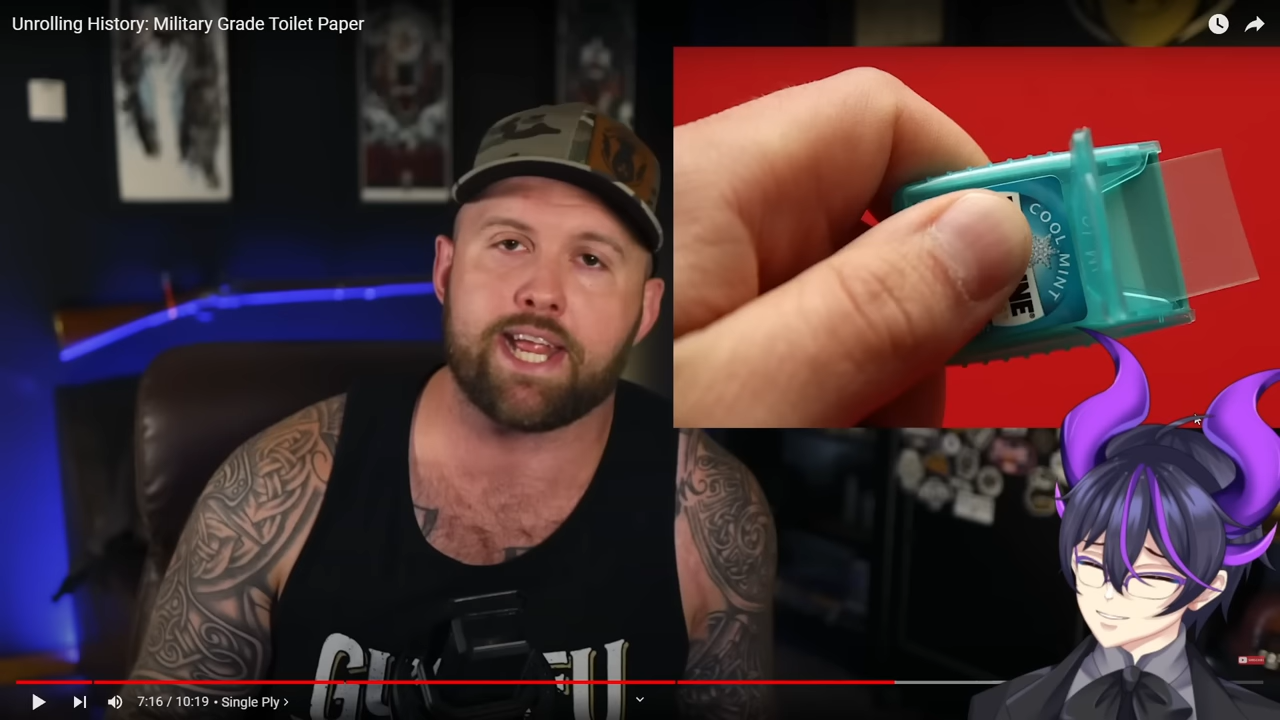 Unrolling History: Military Grade Toilet Paper
COOL MINT
7:16 / 10:19 • Single Ply ›